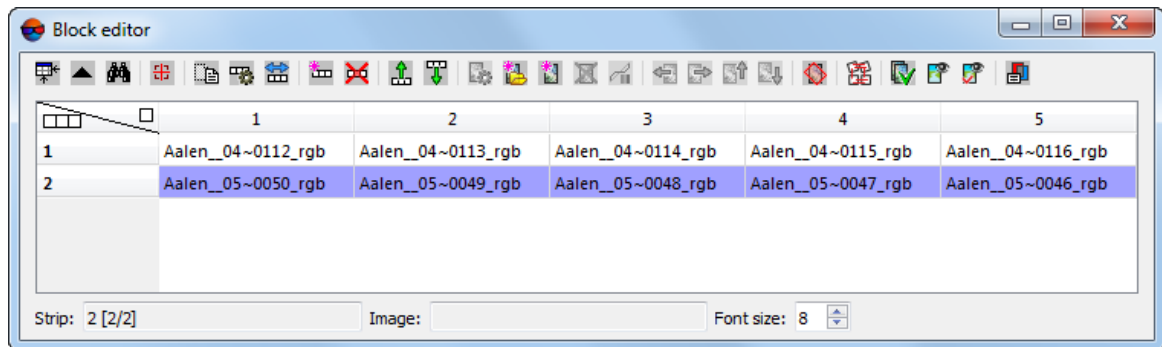 Block editor
1 2 3 4 5
1 Aalen__04~0112_rgb Aalen__04~0113_rgb Aalen__04~0114_rgb Aalen__04~0115_rgb Aalen__04~0116_rgb
2 Aalen__05~0050_rgb Aalen__05~0049_rgb Aalen__05~0048_rgb Aalen__05~0047_rgb Aalen__05~0046_rgb
Strip: 2 [2/2] Image: Font size: 8